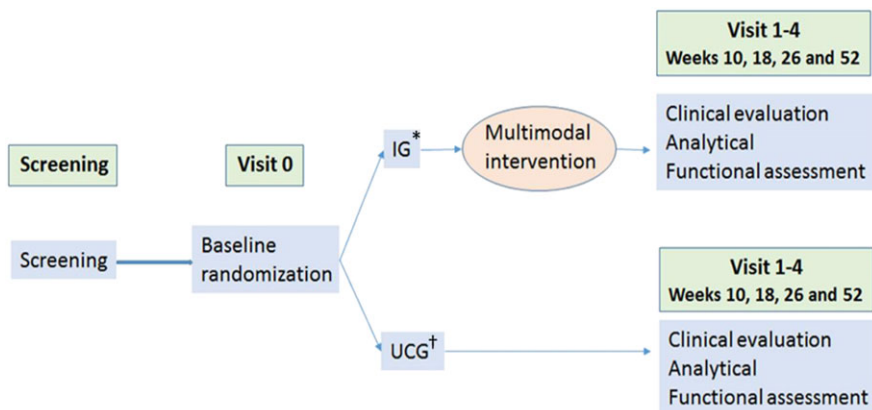 Screening
Visit 0
Visit 1-4
Weeks 10, 18, 26 and 52
Screening
Baseline
randomization
IG*
Multimodal
intervention
Clinical evaluation
Analytical
Functional assessment
UCG†
Visit 1-4
Weeks 10, 18, 26 and 52
Clinical evaluation
Analytical
Functional assessment